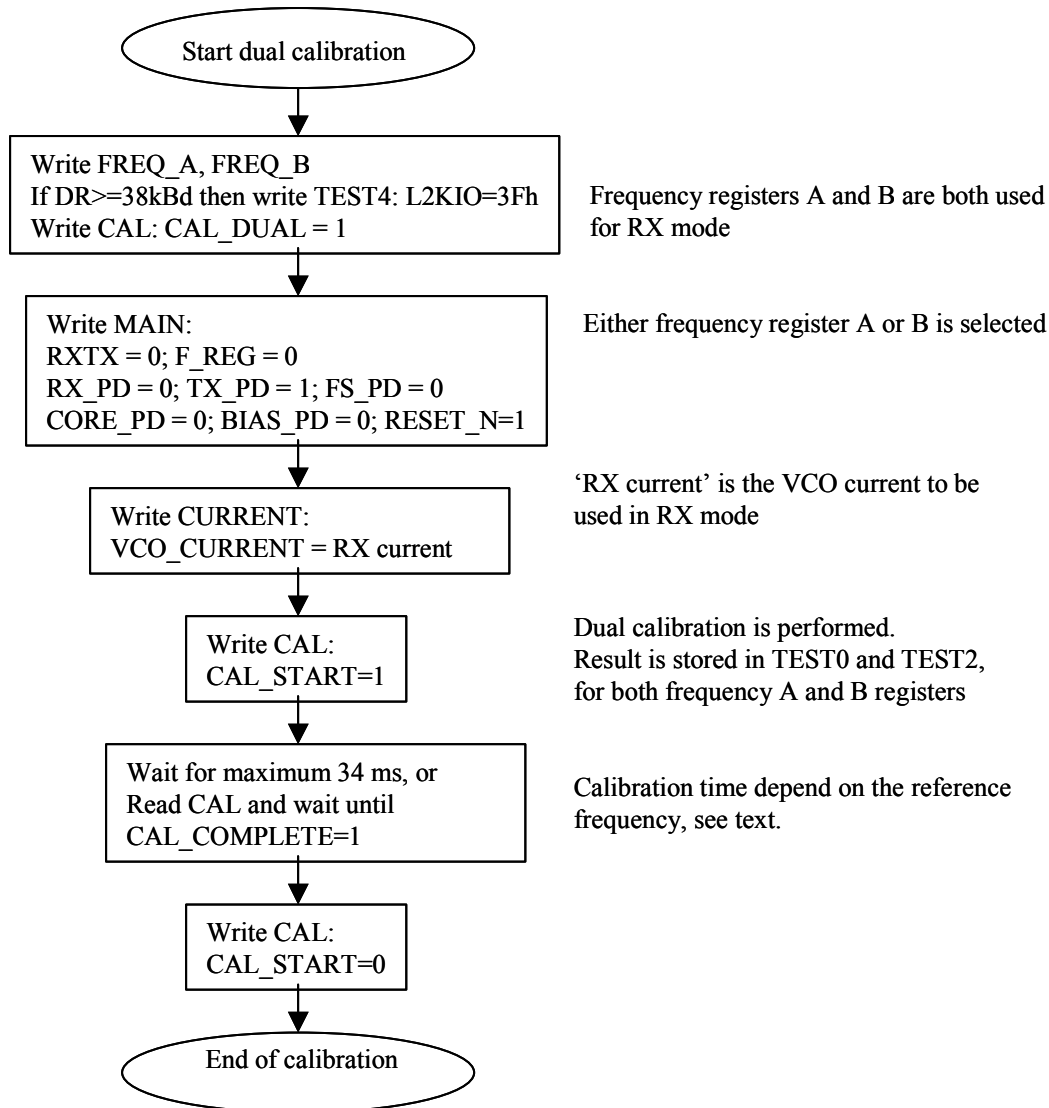 Start dual calibration
Write FREQ_A, FREQ_B
If DR>=38kBd then write TEST4: L2KIO=3Fh
Write CAL: CAL_DUAL = 1
Frequency registers A and B are both used
for RX mode
Write MAIN:
RXTX = 0; F_REG = 0
RX_PD = 0; TX_PD = 1; FS_PD = 0
CORE_PD = 0; BIAS_PD = 0; RESET_N=1
Either frequency register A or B is selected
Write CURRENT:
VCO_CURRENT = RX current
‘RX current’ is the VCO current to be
used in RX mode
Write CAL:
CAL_START=1
Dual calibration is performed.
Result is stored in TEST0 and TEST2,
for both frequency A and B registers
Wait for maximum 34 ms, or
Read CAL and wait until
CAL_COMPLETE=1
Calibration time depend on the reference
frequency, see text.
Write CAL:
CAL_START=0
End of calibration